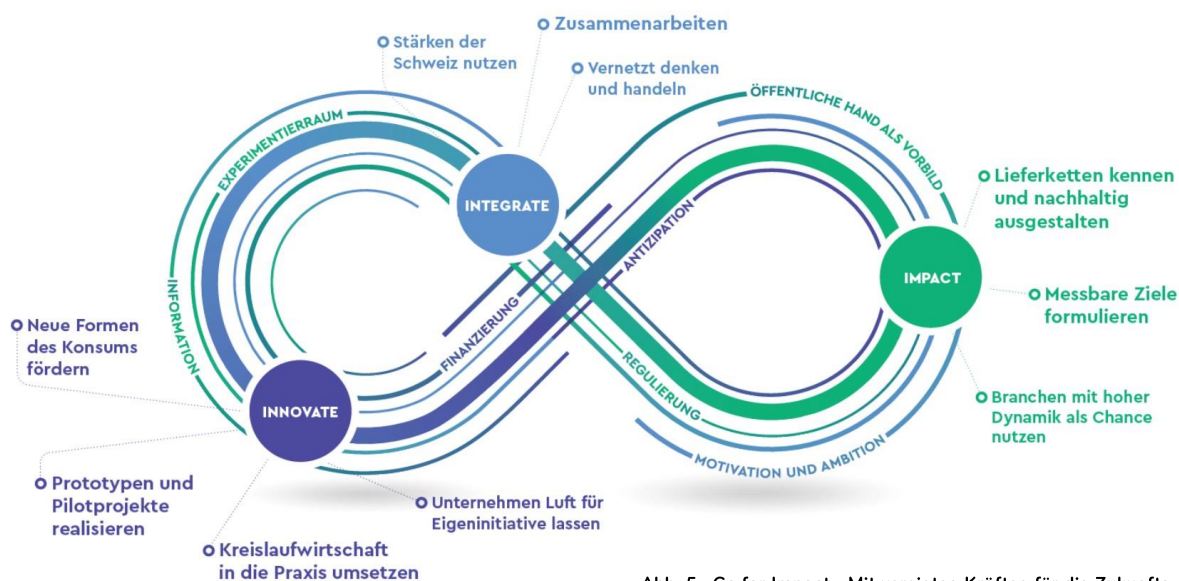 Zusammenarbeiten
Stärken der
Schweiz nutzen
Vernetzt denken
und handeln
EXPERIMENTIERRAUM
INFORMATION
INTEGRATE
ÖFFENTLICHE HAND ALS VORBILD
Lieferketten kennen
und nachhaltig
ausgestalten
ANTIZIPATION
IMPACT
Messbare Ziele
formulieren
FINANZIERUNG
REGULIERUNG
Neue Formen
des Konsums
fördern
INNOVATE
Branchen mit hoher
Dynamik als Chance
nutzen
MOTIVATION UND AMBITION
Prototypen und
Pilotprojekte
realisieren
Unternehmen Luft für
Eigeninitiative lassen
Kreislaufwirtschaft
in die Praxis umsetzen